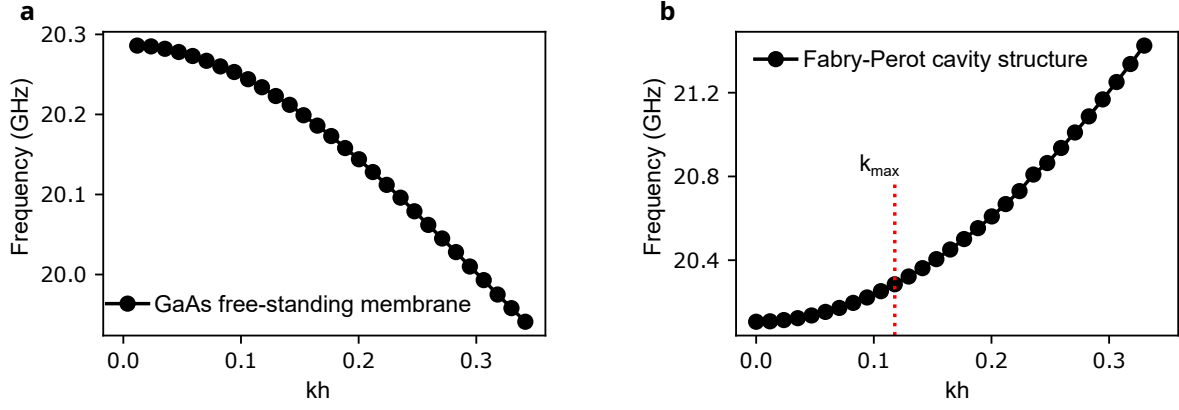 a
20.3
20.2
20.1
20.0
Frequency (GHz)
GaAs free-standing membrane
0.0 0.1 0.2 0.3
kh
b
21.2
20.8
20.4
Frequency (GHz)
Fabry-Perot cavity structure
kmax
0.0 0.1 0.2 0.3
kh